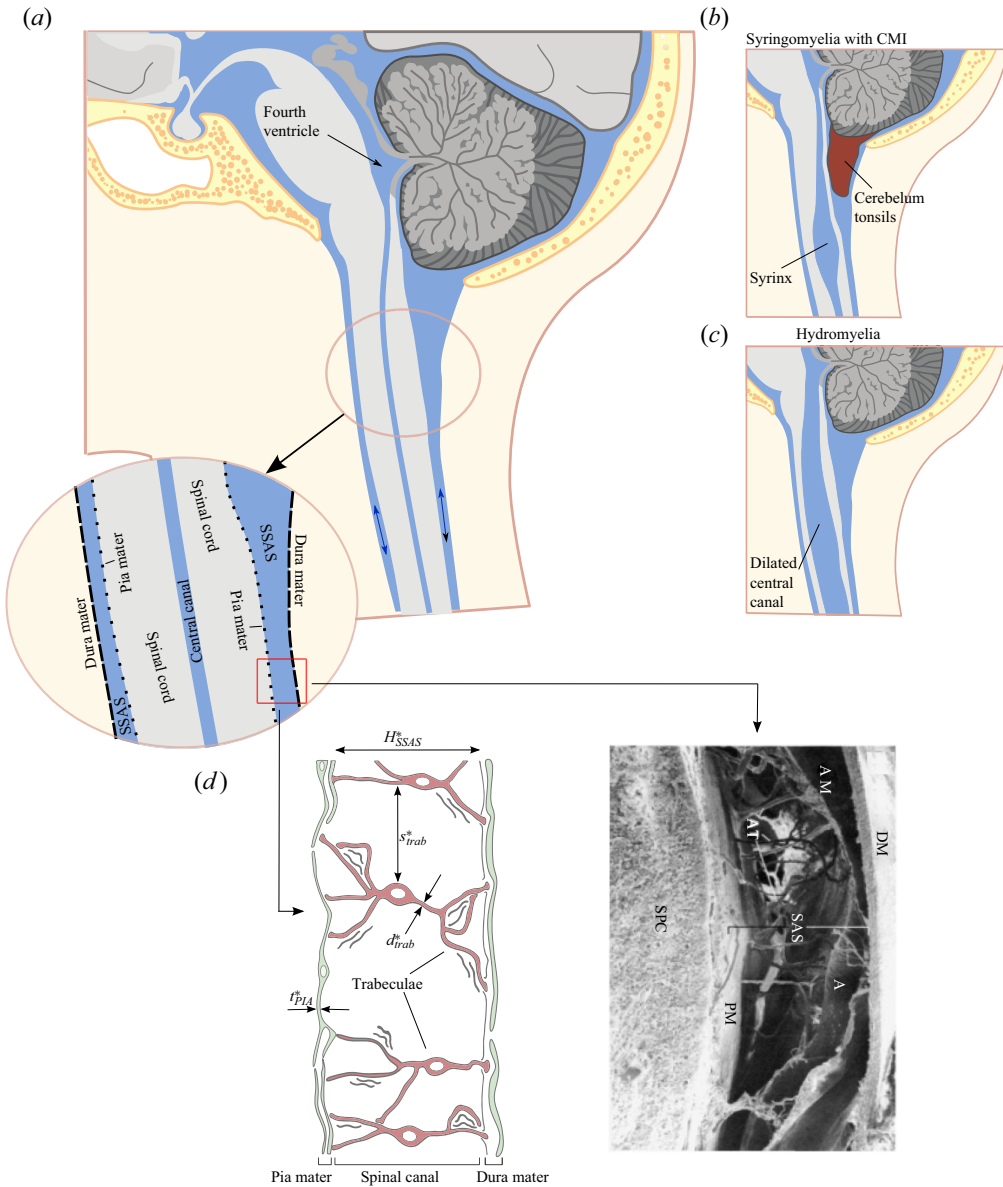 (a)
Fourth
ventricle
(b)
Syringomyelia with CMI
Cerebelum
tonsils
Syrinx
(c)
Hydromyelia
Dilated
central
canal
Dura mater
SSAS
Pia mater
Spinal cord
Central canal
Spinal cord
Pia mater
SSAS
Dura mater
(d)
H*SSAS
s*trab
d*trab
Trabeculae
t*PIA
Pia mater
Spinal canal
Dura mater
A M
DM
AT
SPC
SAS
A
PM